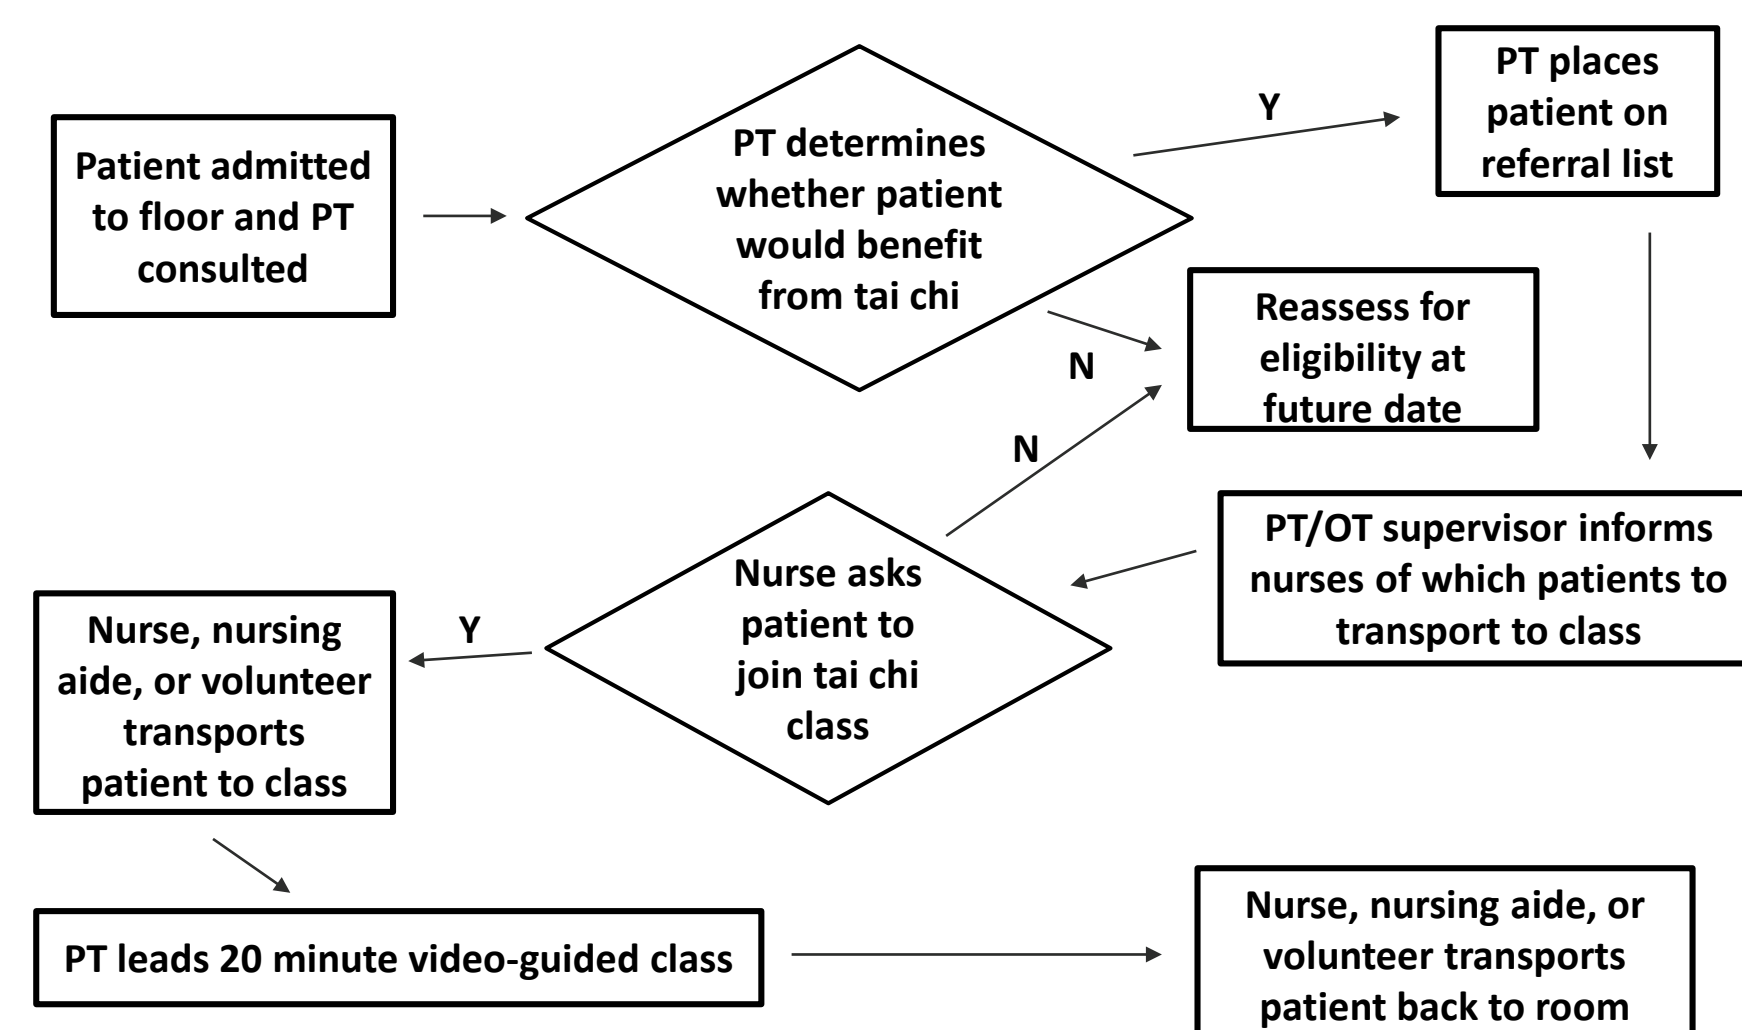 Patient admitted
to floor and PT
consulted
PT determines
whether patient
would benefit
from tai chi
Y
PT places
patient on
referral list
N
Reassess for
eligibility at
future date
N
PT/OT supervisor informs
nurses of which patients to
transport to class
Nurse asks
patient to
join tai chi
class
Y
Nurse, nursing
aide, or volunteer
transports
patient to class
PT leads 20 minute video-guided class
Nurse, nursing aide, or
volunteer transports
patient back to room